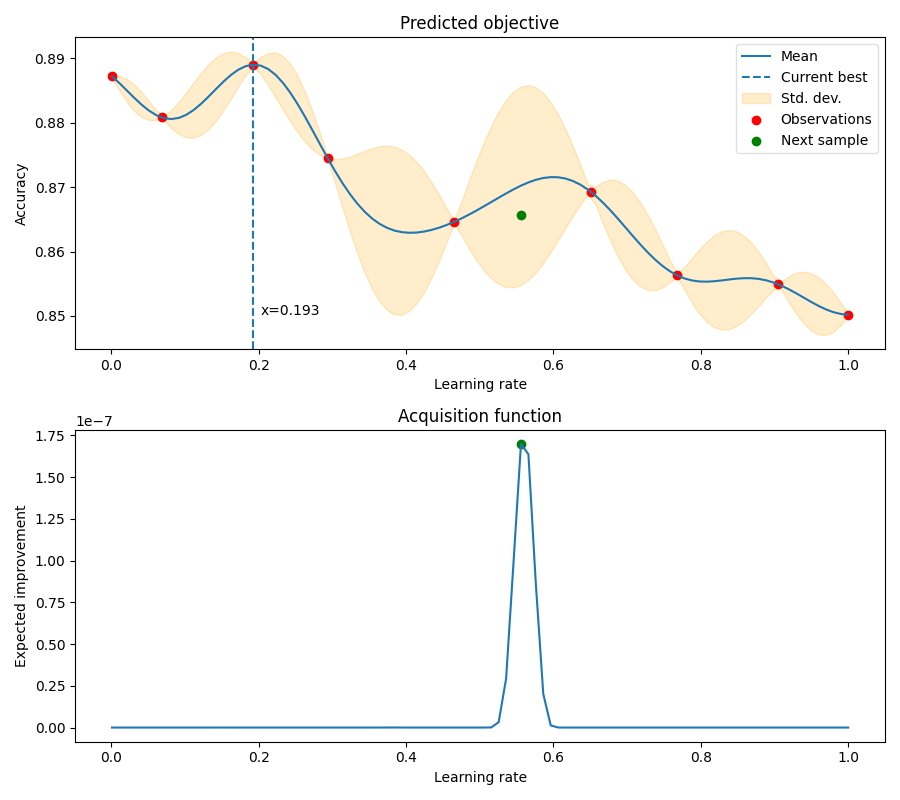 Predicted objective
0.89
0.88
0.87
0.86
0.85
Accuracy
Mean
Current best
Std. dev.
Observations
Next sample
x=0.193
0.0 0.2 0.4 0.6 0.8 1.0
Learning rate
Acquisition function
1e−7
1.75
1.50
1.25
1.00
0.75
0.50
0.25
0.00
Expected improvement
0.0 0.2 0.4 0.6 0.8 1.0
Learning rate